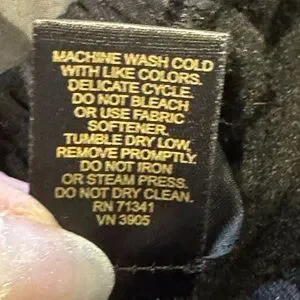 MACHINE WASH COLD
WITH LIKE COLORS.
DELICATE CYCLE.
DO NOT BLEACH
OR USE FABRIC
SOFTENER.
TUMBLE DRY LOW,
REMOVE PROMPTLY.
DO NOT IRON
OR STEAM PRESS.
DO NOT DRY CLEAN.
RN 71341
VN 3905